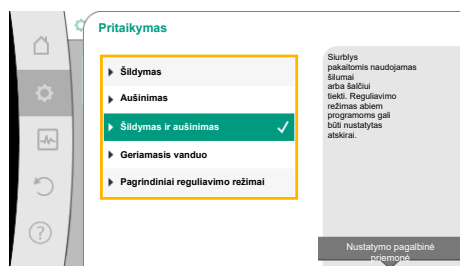 Pritaikymas
Šildymas
Aušinimas
Šildymas ir aušinimas
Geriamasis vanduo
Pagrindiniai reguliavimo režimai
Siurblys
pakaitomis naudojamas
šilumai
arba šalčiui
tiekti. Reguliavimo
režimas abiem
programoms gali
būti nustatytas
atskirai.
Nustatymo pagalbinė
priemonė
?